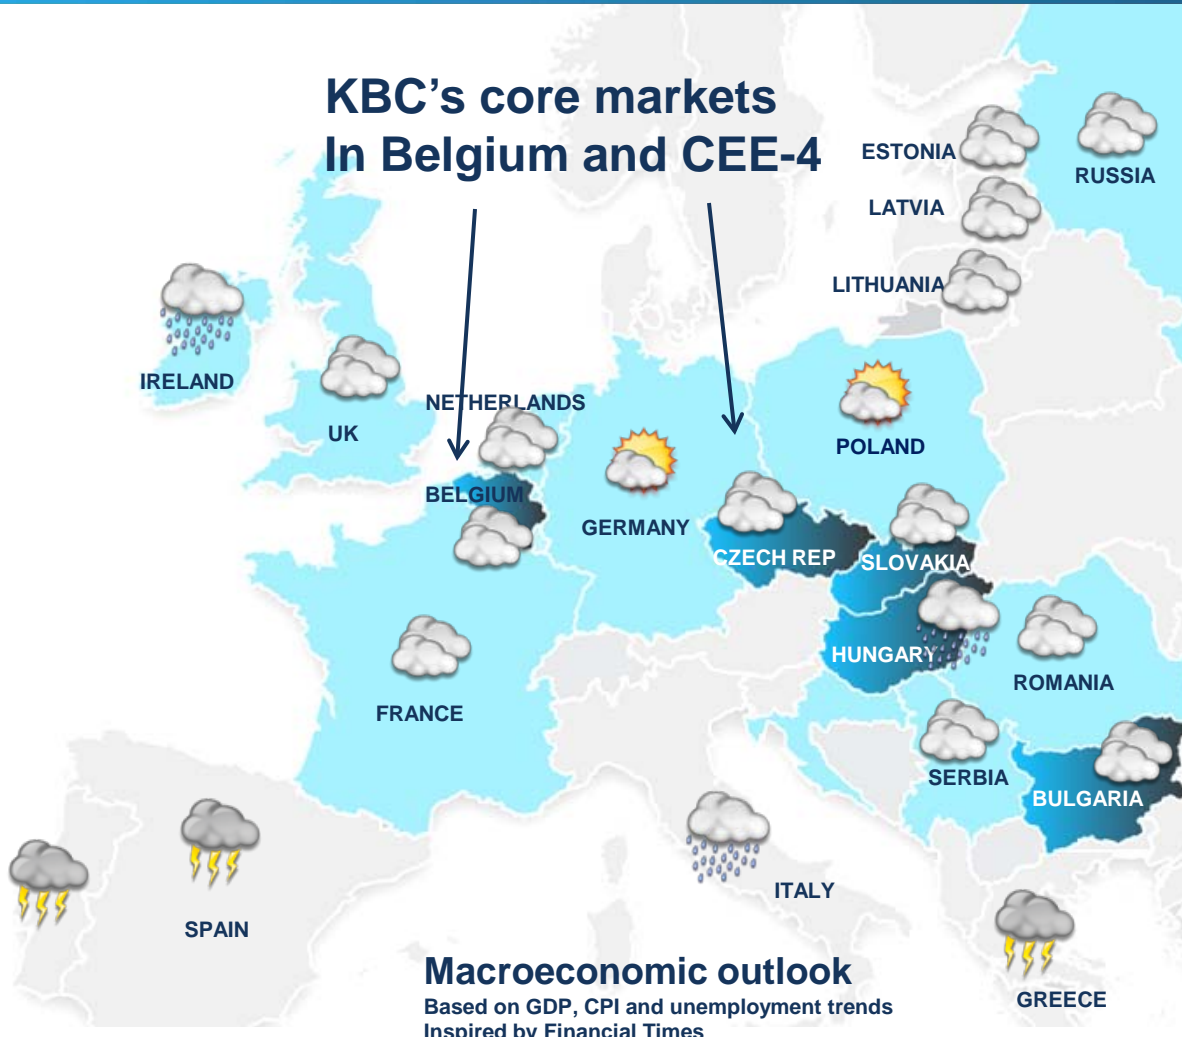 KBC’s core markets
In Belgium and CEE-4
ESTONIA
RUSSIA
LATVIA
LITHUANIA
IRELAND
NETHERLANDS
UK
POLAND
BELGIUM
GERMANY
CZECH REP
SLOVAKIA
HUNGARY
ROMANIA
FRANCE
SERBIA
BULGARIA
ITALY
SPAIN
GREECE
Macroeconomic outlook
Based on GDP, CPI and unemployment trends
Inspired by Financial Times